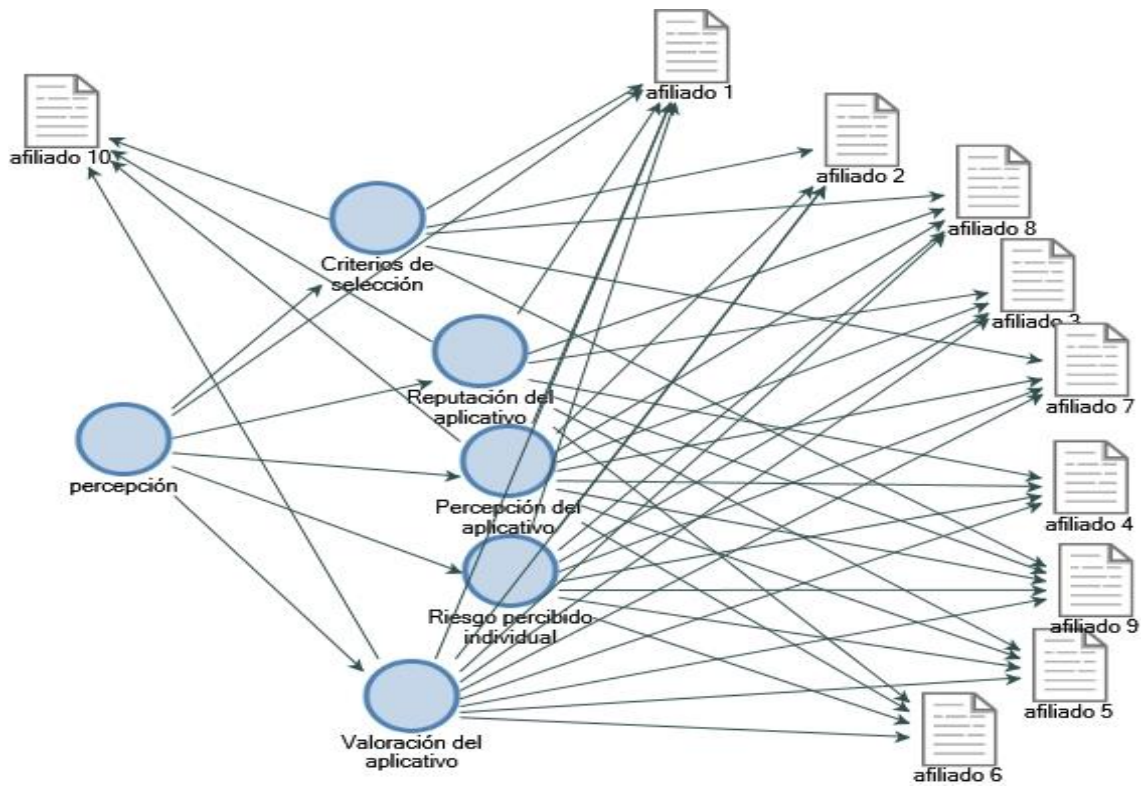 afiliado 1
afiliado 10
afiliado 2
afiliado 8
Criterios de
selección
afiliado 3
Reputación del
aplicativo
afiliado 7
percepción
Percepción del
aplicativo
afiliado 4
Riesgo percibido
individual
afiliado 9
afiliado 5
Valoración del
aplicativo
afiliado 6